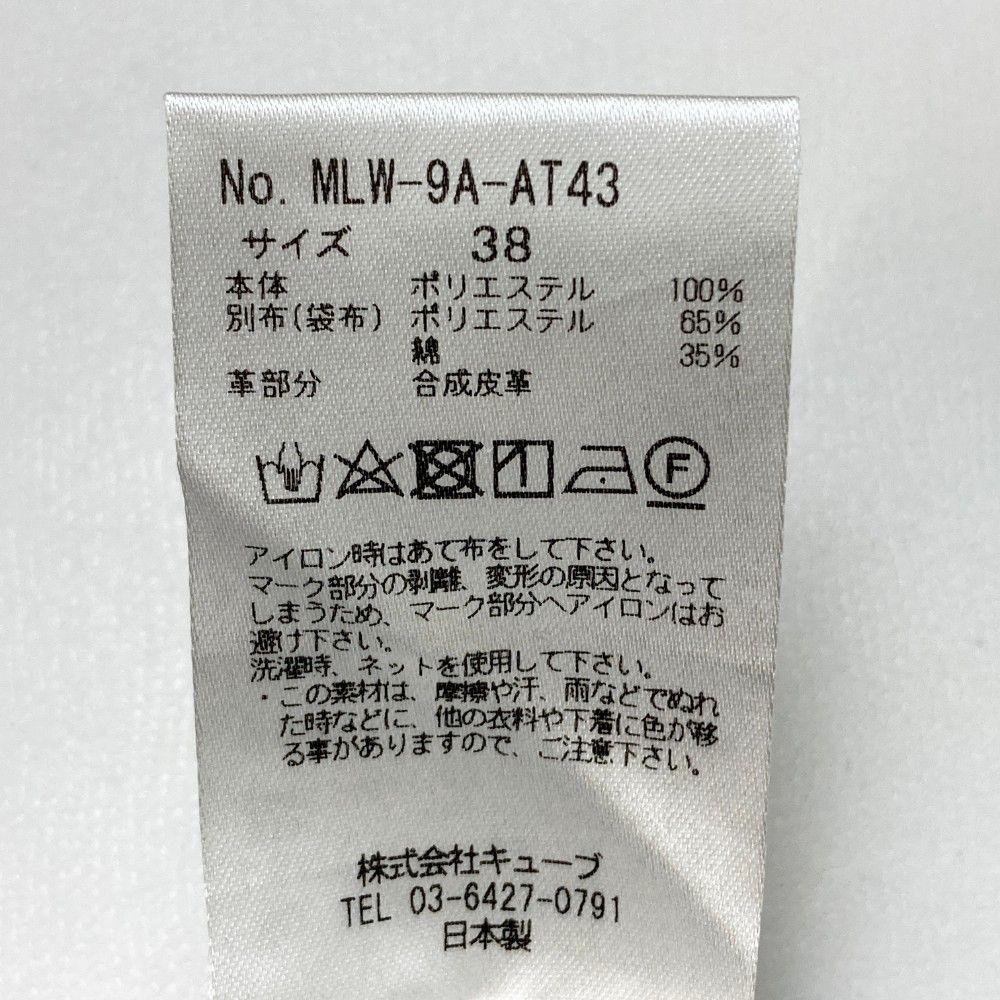 No. MLW-9A-AT43
サイズ 38
本体 ポリエステル 100%
別布(袋布) ポリエステル 65%
綿 35%
革部分 合成皮革
1 F
アイロン時はあて布をして下さい。
マーク部分の剥離、変形の原因となって
しまうため、マーク部分へアイロンはお
避け下さい。
洗濯時、ネットを使用して下さい。
・この素材は、摩擦や汗、雨などでぬれ
た時などに、他の衣料や下着に色が移
る事がありますので、ご注意下さい。
株式会社キューブ
TEL 03-6427-0791
日本製